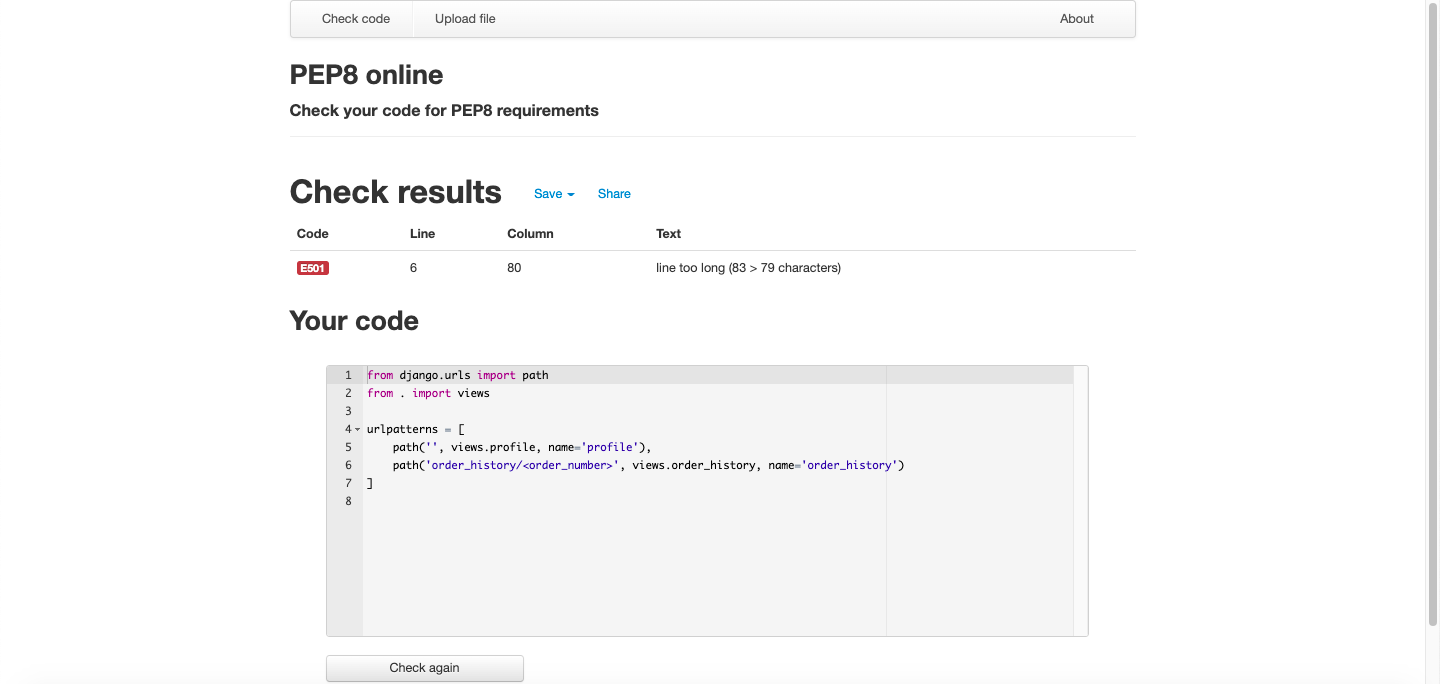 Check code Upload file About
PEP8 online
Check your code for PEP8 requirements
Check results Save Share
Code Line Column Text
E501 6 80 line too long (83 > 79 characters)
Your code
1 from django.urls import path
2 from . import views
3
4 urlpatterns = [
5     path('', views.profile, name='profile'),
6     path('order_history/<order_number>', views.order_history, name='order_history')
7 ]
8
Check again